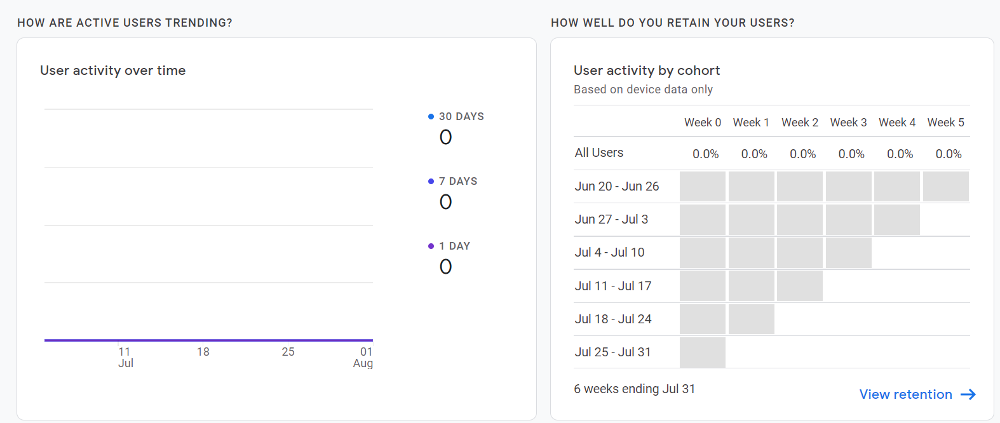 HOW ARE ACTIVE USERS TRENDING?
User activity over time
30 DAYS
0
7 DAYS
0
1 DAY
0
11 18 25 01
Jul Aug
HOW WELL DO YOU RETAIN YOUR USERS?
User activity by cohort
Based on device data only
Week 0 Week 1 Week 2 Week 3 Week 4 Week 5
All Users 0.0% 0.0% 0.0% 0.0% 0.0% 0.0%
Jun 20 - Jun 26
Jun 27 - Jul 3
Jul 4 - Jul 10
Jul 11 - Jul 17
Jul 18 - Jul 24
Jul 25 - Jul 31
6 weeks ending Jul 31
View retention